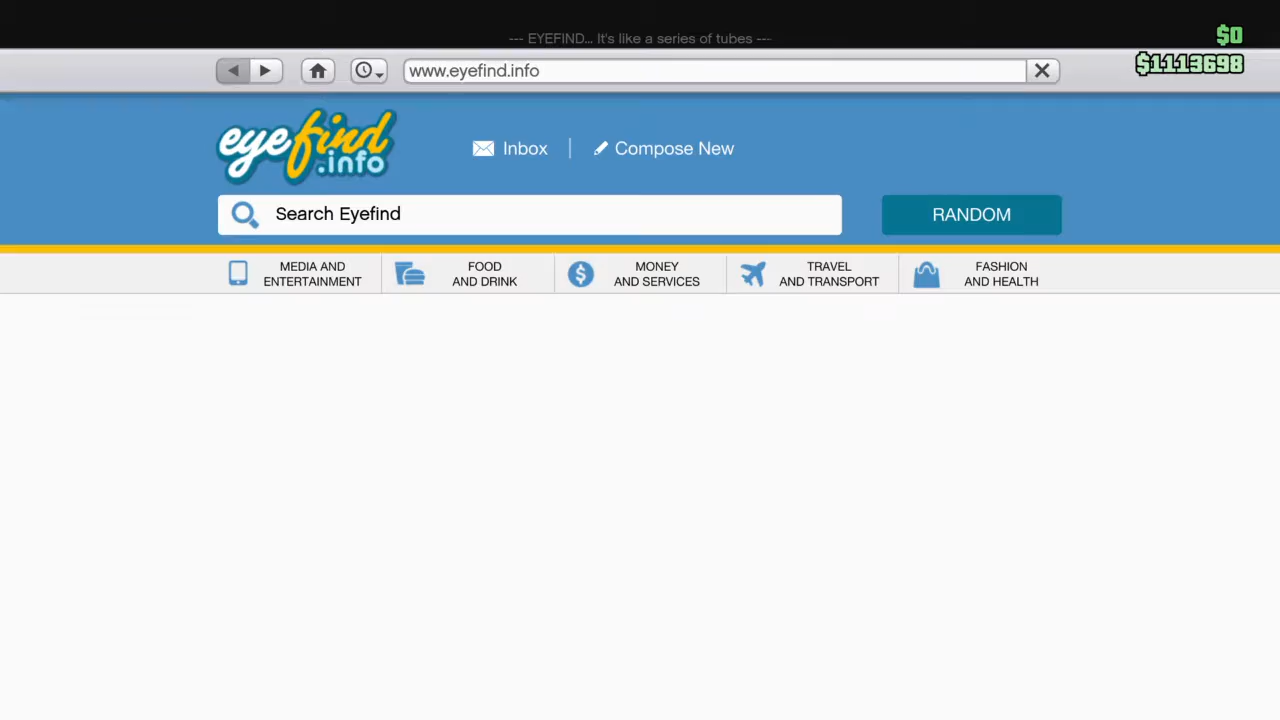 --- EYEFIND... It's like a series of tubes ---
$0
$1113698
www.eyefind.info
eyefind
.info
Inbox
Compose New
Search Eyefind
RANDOM
MEDIA AND
ENTERTAINMENT
FOOD
AND DRINK
MONEY
AND SERVICES
TRAVEL
AND TRANSPORT
FASHION
AND HEALTH